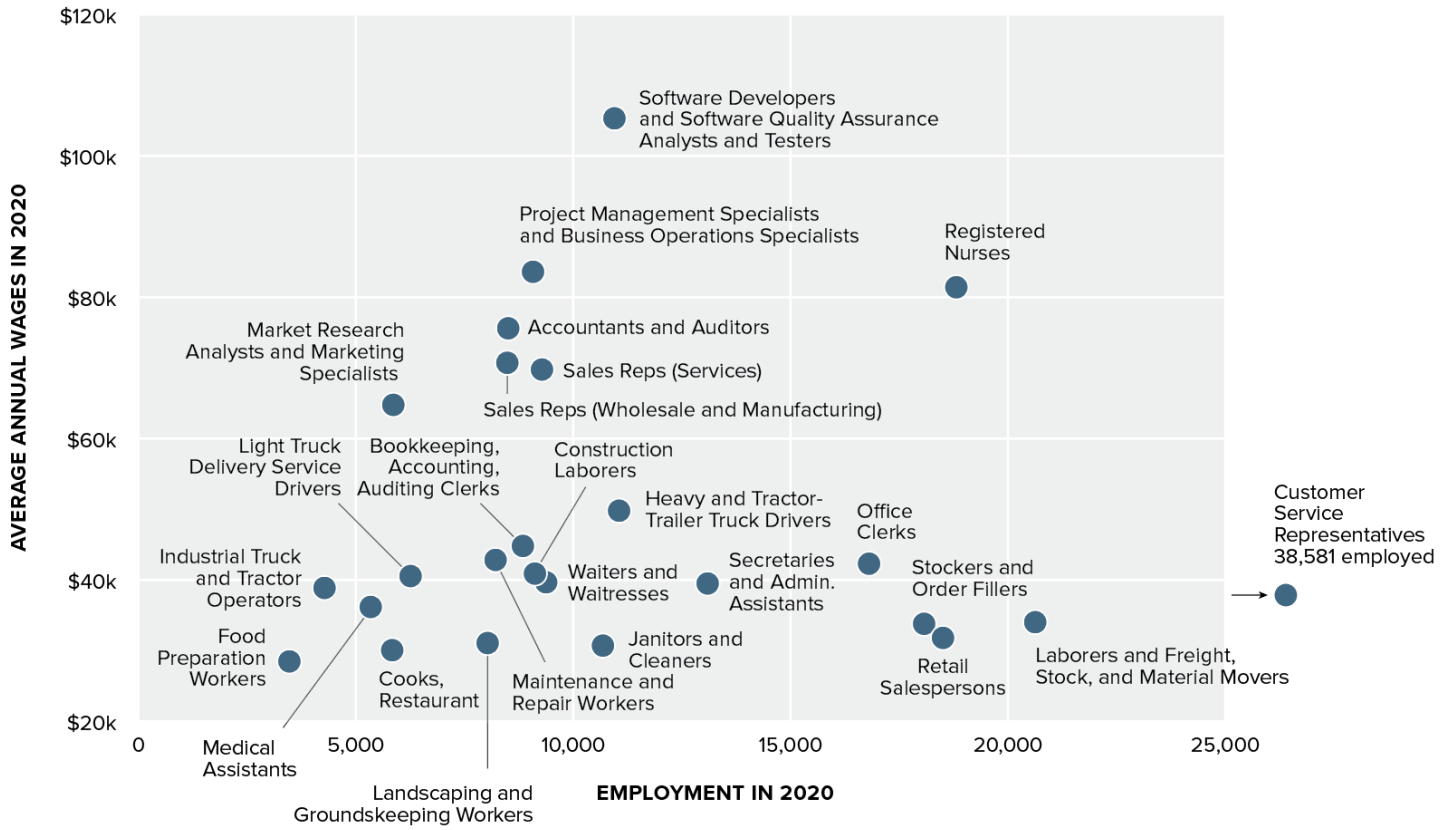 $120k
Software Developers
and Software Quality Assurance
Analysts and Testers
$100k
Project Management Specialists
and Business Operations Specialists
Registered
Nurses
$80k
Market Research
Analysts and Marketing
Specialists
Accountants and Auditors
Sales Reps (Services)
Sales Reps (Wholesale and Manufacturing)
$60k
Light Truck
Delivery Service
Drivers
Bookkeeping,
Accounting,
Auditing Clerks
Construction
Laborers
Heavy and Tractor-
Trailer Truck Drivers
Office
Clerks
Customer
Service
Representatives
38,581 employed
Industrial Truck
and Tractor
Operators
$40k
Waiters and
Waitresses
Secretaries
and Admin.
Assistants
Stockers and
Order Fillers
Food
Preparation
Workers
Cooks,
Restaurant
Janitors and
Cleaners
Maintenance and
Repair Workers
Retail
Salespersons
Laborers and Freight,
Stock, and Material Movers
$20k
0
5,000
10,000
15,000
20,000
25,000
Medical
Assistants
Landscaping and
Groundskeeping Workers
EMPLOYMENT IN 2020
AVERAGE ANNUAL WAGES IN 2020